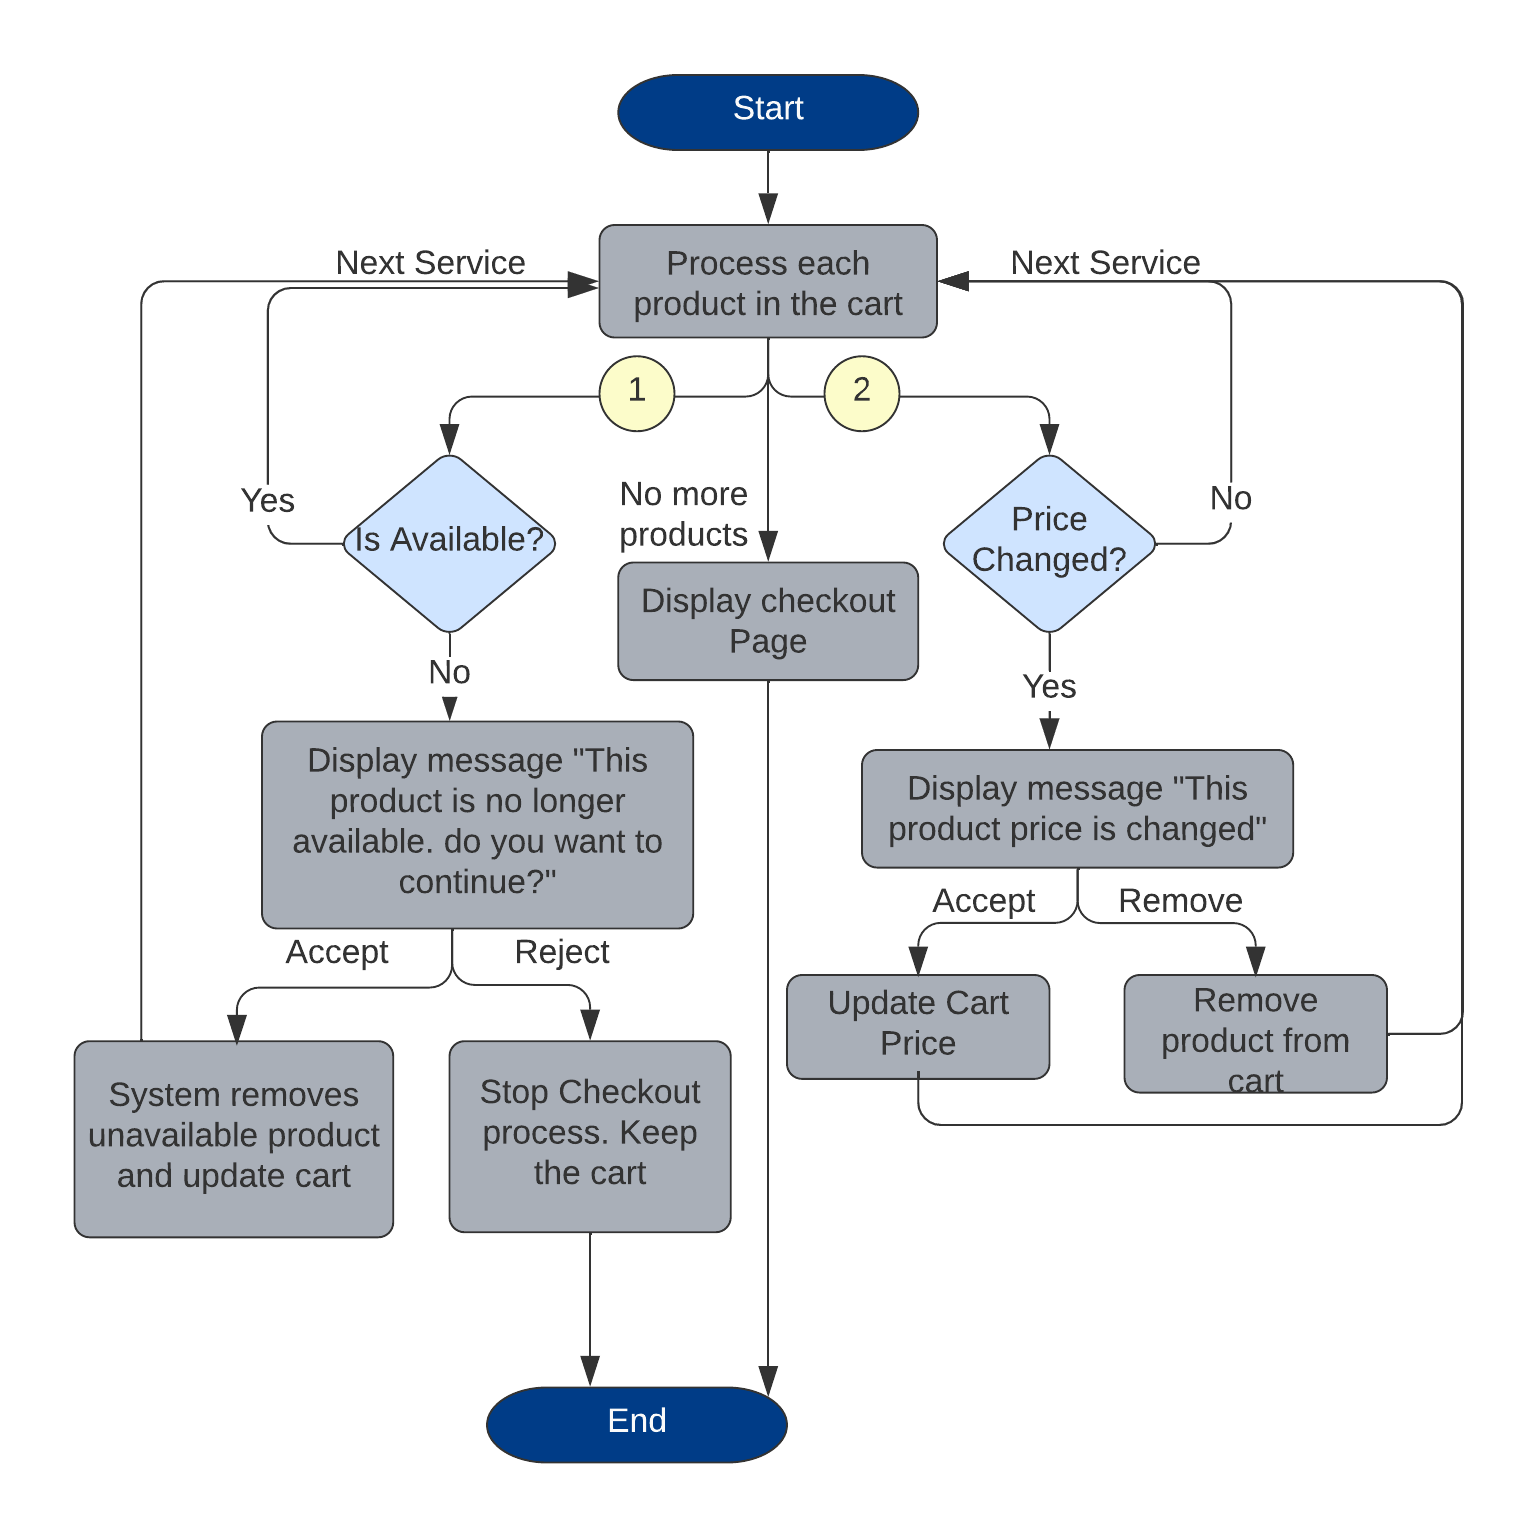 Start
Next Service
Process each
product in the cart
Next Service
1
2
Yes
Is Available?
No more
products
Price
Changed?
No
Display checkout
Page
No
Yes
Display message "This
product is no longer
available. do you want to
continue?"
Display message "This
product price is changed"
Accept
Reject
Accept
Remove
Update Cart
Price
Remove
product from
cart
System removes
unavailable product
and update cart
Stop Checkout
process. Keep
the cart
End